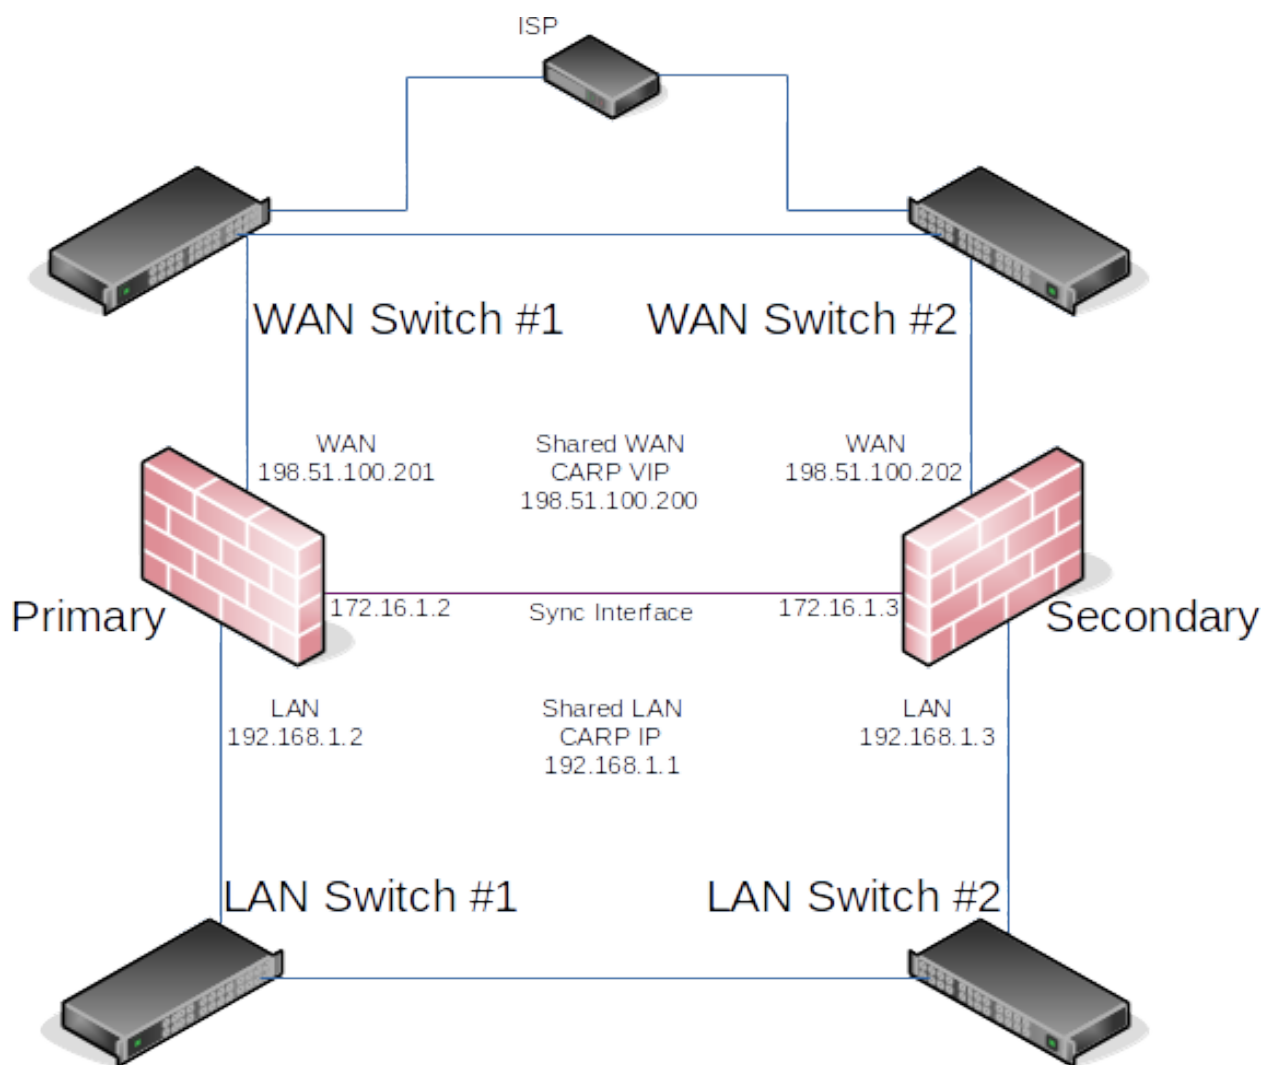 ISP
WAN Switch #1
WAN Switch #2
WAN
198.51.100.201
Shared WAN
CARP VIP
198.51.100.200
WAN
198.51.100.202
Primary
172.16.1.2
Sync Interface
172.16.1.3
Secondary
LAN
192.168.1.2
Shared LAN
CARP IP
192.168.1.1
LAN
192.168.1.3
LAN Switch #1
LAN Switch #2